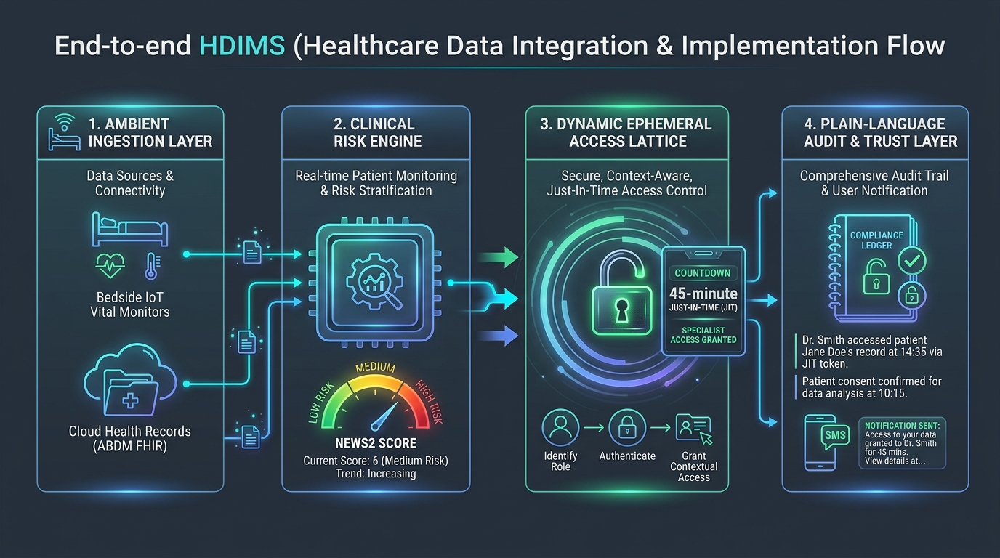 End-to-end HDIMS (Healthcare Data Integration & Implementation Flow
1. AMBIENT
INGESTION LAYER
Data Sources &
Connectivity
Bedside IoT
Vital Monitors
Cloud Health Records
(ABDM FHIR)
2. CLINICAL
RISK ENGINE
Real-time Patient Monitoring
& Risk Stratification
LOW RISK
MEDIUM
HIGH RISK
NEWS2 SCORE
Current Score: 6 (Medium Risk)
Trend: Increasing
3. DYNAMIC EPHEMERAL
ACCESS LATTICE
Secure, Context-Aware,
Just-In-Time Access Control
COUNTDOWN
45-minute
JUST-IN-TIME (JIT)
SPECIALIST
ACCESS GRANTED
Identify
Role
Authenticate
Grant
Contextual
Access
4. PLAIN-LANGUAGE
AUDIT & TRUST LAYER
Comprehensive Audit Trail
& User Notification
COMPLIANCE
LEDGER
Dr. Smith accessed patient
Jane Doe's record at 14:35 via
JIT token.
Patient consent confirmed for
data analysis at 10:15.
SMS
NOTIFICATION SENT:
Access to your data
granted to Dr. Smith
for 45 mins.
View details at...